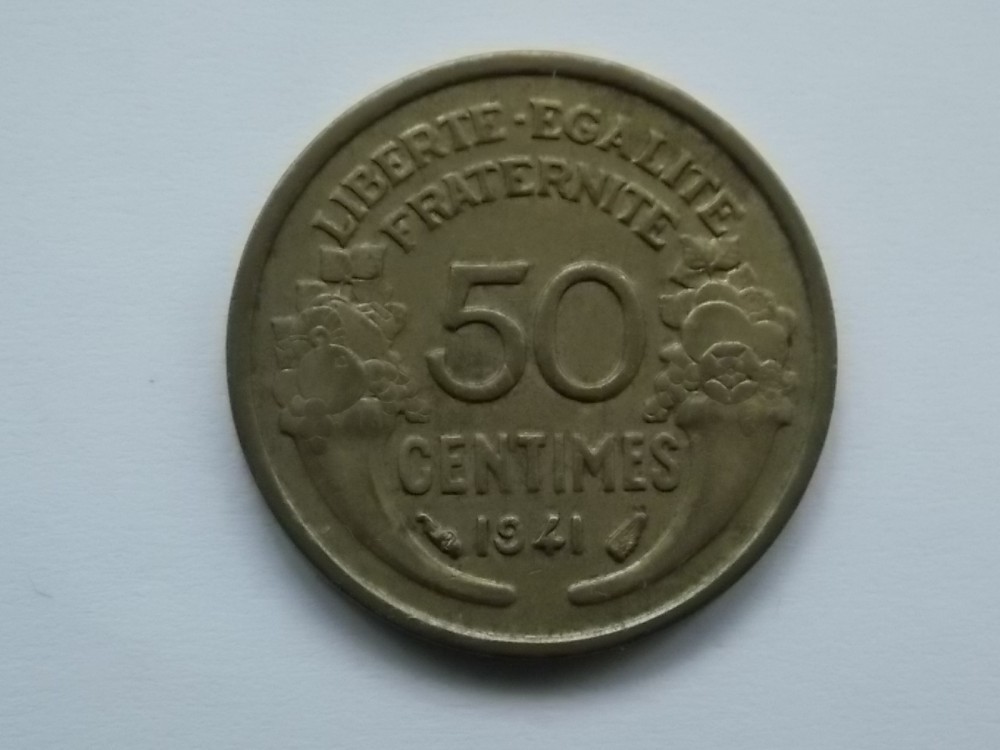 LIBERTE·EGALITE
FRATERNITE
50
CENTIMES
1941